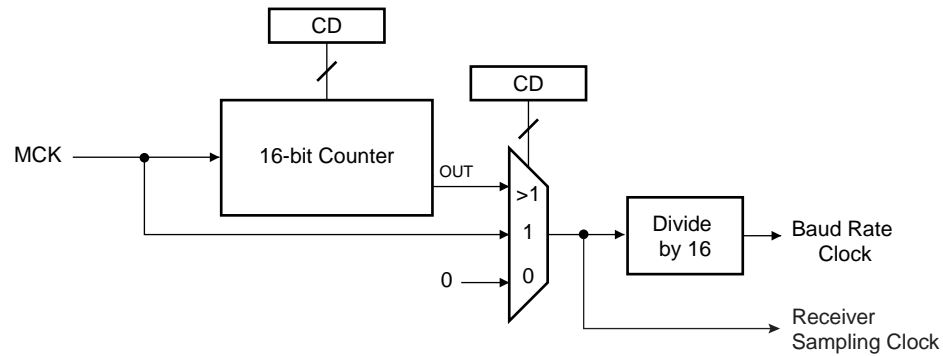 CD
CD
MCK
16-bit Counter
OUT
>1
1
0
0
Divide
by 16
Baud Rate
Clock
Receiver
Sampling Clock